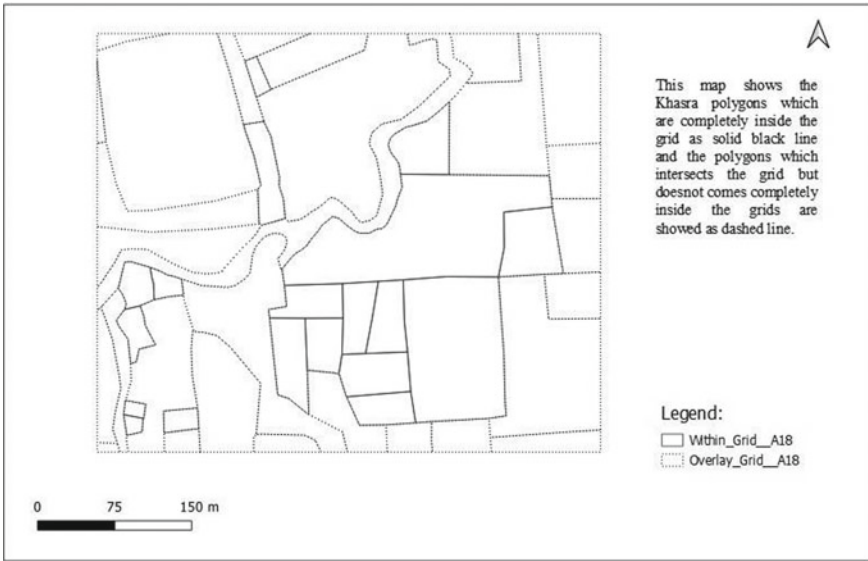 This map shows the
Khasra polygons which
are completely inside the
grid as solid black line
and the polygons which
intersects the grid but
doesnot comes completely
inside the grids are
showed as dashed line.
Legend:
Within_Grid__A18
Overlay_Grid__A18
0 75 150 m